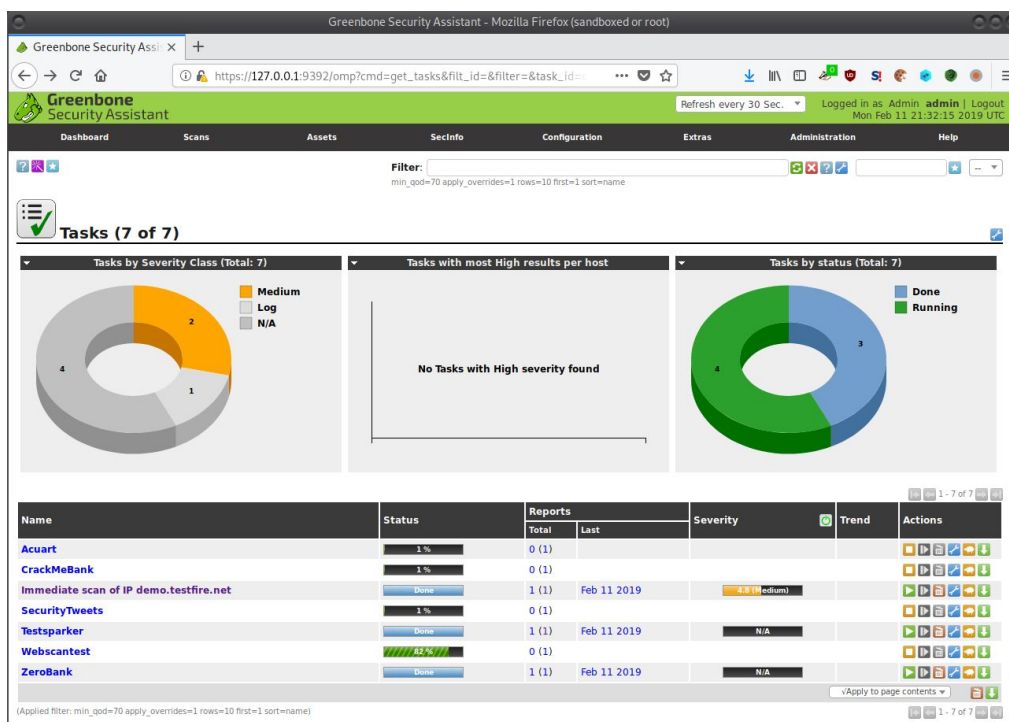 Greenbone Security Assistant - Mozilla Firefox (sandboxed or root)
Greenbone Security Assis
https://127.0.0.1:9392/omp?cmd=get_tasks&filt_id=&filter=&task_id=
Greenbone
Security Assistant
Refresh every 30 Sec.
Logged in as Admin admin | Logout
Mon Feb 11 21:32:15 2019 UTC
Dashboard Scans Assets SecInfo Configuration Extras Administration Help
Filter:
min_qod=70 apply_overrides=1 rows=10 first=1 sort=name
--
Tasks (7 of 7)
Tasks by Severity Class (Total: 7)
2
1
4
Medium
Log
N/A
Tasks with most High results per host
No Tasks with High severity found
Tasks by status (Total: 7)
3
4
Done
Running
1 - 7 of 7
Name Status Reports Severity Trend Actions
Total Last
Acuart 1 % 0 (1)
CrackMeBank 1 % 0 (1)
Immediate scan of IP demo.testfire.net Done 1 (1) Feb 11 2019 4.8 (Medium)
SecurityTweets 1 % 0 (1)
Testsparker Done 1 (1) Feb 11 2019 N/A
Webscantest 82 % 0 (1)
ZeroBank Done 1 (1) Feb 11 2019 N/A
√Apply to page contents
(Applied filter: min_qod=70 apply_overrides=1 rows=10 first=1 sort=name)
1 - 7 of 7